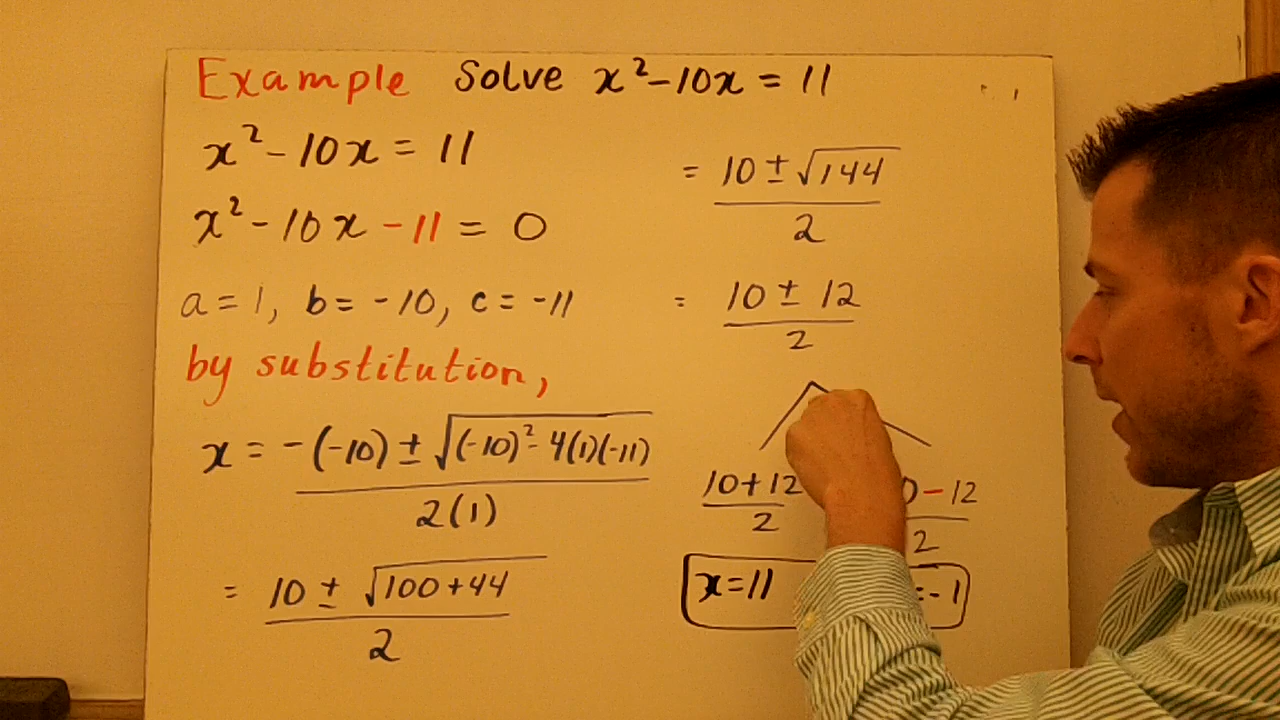 Example Solve x²-10x = 11
x²-10x = 11
x²-10x-11 = 0
a=1, b=-10, c=-11
by substitution,
x = -(-10)±√(-10)²-4(1)(-11)
2(1)
= 10±√100+44
2
= 10±√144
2
= 10±12
2
10+12
2
0-12
2
x=11
=-1